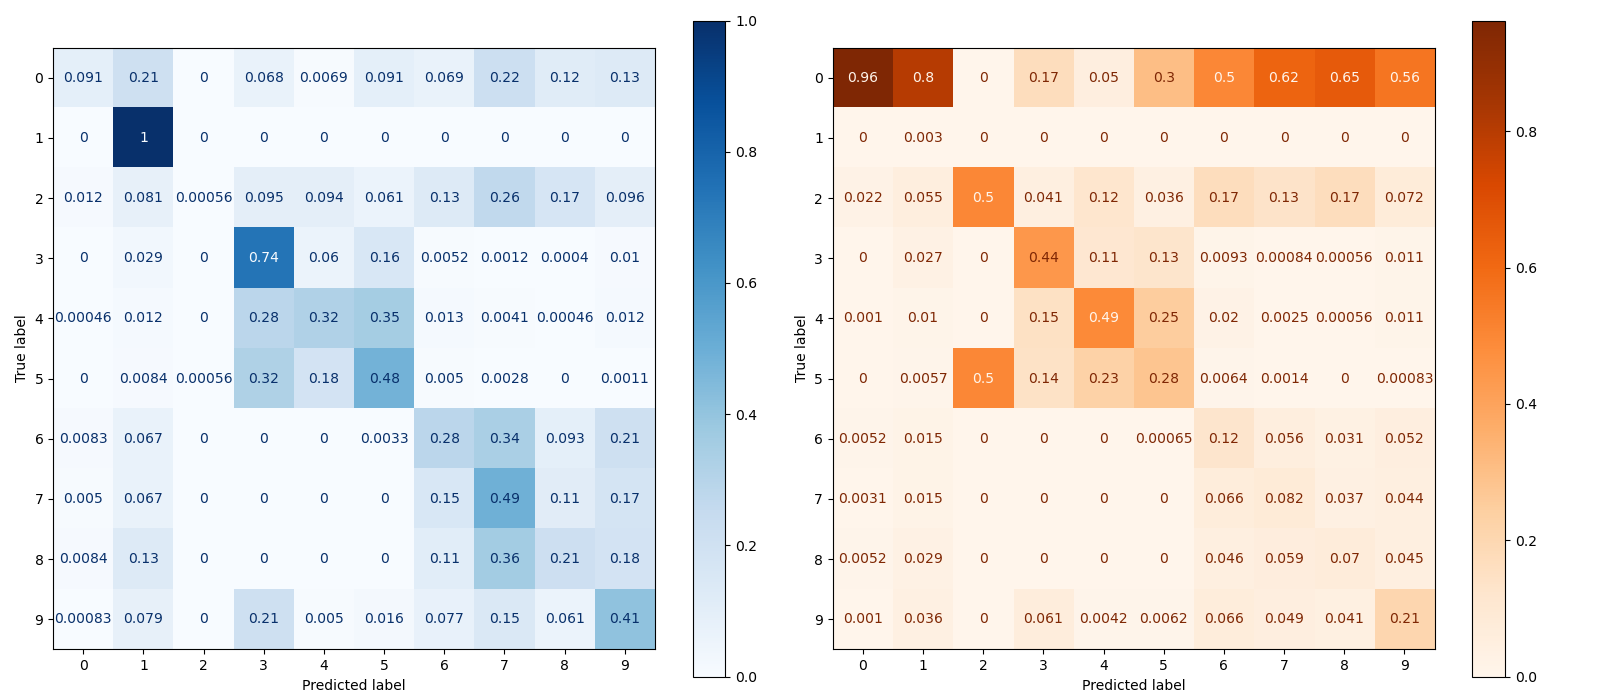 1.0
0 0.091 0.21 0 0.068 0.0069 0.091 0.069 0.22 0.12 0.13
1 0 1 0 0 0 0 0 0 0 0
0.8
2 0.012 0.081 0.00056 0.095 0.094 0.061 0.13 0.26 0.17 0.096
3 0 0.029 0 0.74 0.06 0.16 0.0052 0.0012 0.0004 0.01
0.6
True label
4 0.00046 0.012 0 0.28 0.32 0.35 0.013 0.0041 0.00046 0.012
5 0 0.0084 0.00056 0.32 0.18 0.48 0.005 0.0028 0 0.0011
0.4
6 0.0083 0.067 0 0 0 0.0033 0.28 0.34 0.093 0.21
7 0.005 0.067 0 0 0 0 0.15 0.49 0.11 0.17
0.2
8 0.0084 0.13 0 0 0 0 0.11 0.36 0.21 0.18
9 0.00083 0.079 0 0.21 0.005 0.016 0.077 0.15 0.061 0.41
0 1 2 3 4 5 6 7 8 9
0.0
Predicted label
0 0.96 0.8 0 0.17 0.05 0.3 0.5 0.62 0.65 0.56
1 0 0.003 0 0 0 0 0 0 0 0
0.8
2 0.022 0.055 0.5 0.041 0.12 0.036 0.17 0.13 0.17 0.072
3 0 0.027 0 0.44 0.11 0.13 0.0093 0.00084 0.00056 0.011
0.6
True label
4 0.001 0.01 0 0.15 0.49 0.25 0.02 0.0025 0.00056 0.011
5 0 0.0057 0.5 0.14 0.23 0.28 0.0064 0.0014 0 0.00083
0.4
6 0.0052 0.015 0 0 0 0.00065 0.12 0.056 0.031 0.052
7 0.0031 0.015 0 0 0 0 0.066 0.082 0.037 0.044
0.2
8 0.0052 0.029 0 0 0 0 0.046 0.059 0.07 0.045
9 0.001 0.036 0 0.061 0.0042 0.0062 0.066 0.049 0.041 0.21
0 1 2 3 4 5 6 7 8 9
0.0
Predicted label